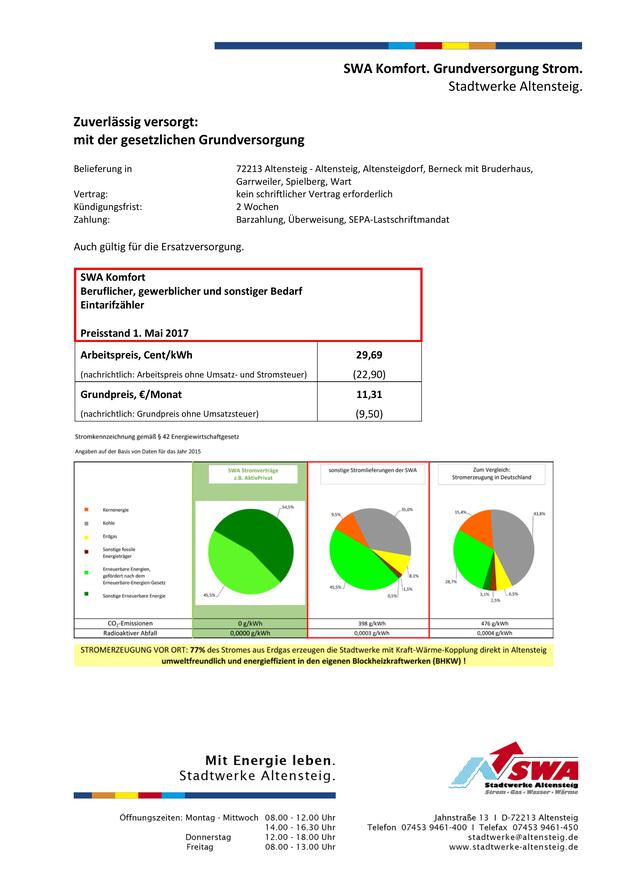 SWA Komfort. Grundversorgung Strom.
Stadtwerke Altensteig.
Zuverlässig versorgt:
mit der gesetzlichen Grundversorgung
Belieferung in 72213 Altensteig - Altensteig, Altensteigdorf, Berneck mit Bruderhaus,
Garrweiler, Spielberg, Wart
Vertrag: kein schriftlicher Vertrag erforderlich
Kündigungsfrist: 2 Wochen
Zahlung: Barzahlung, Überweisung, SEPA-Lastschriftmandat
Auch gültig für die Ersatzversorgung.
SWA Komfort
Beruflicher, gewerblicher und sonstiger Bedarf
Eintarifzähler
Preisstand 1. Mai 2017
Arbeitspreis, Cent/kWh 29,69
(nachrichtlich: Arbeitspreis ohne Umsatz- und Stromsteuer) (22,90)
Grundpreis, €/Monat 11,31
(nachrichtlich: Grundpreis ohne Umsatzsteuer) (9,50)
Stromkennzeichnung gemäß § 42 Energiewirtschaftgesetz
Angaben auf der Basis von Daten für das Jahr 2015
SWA Stromverträge
z.B. AktivPrivat
sonstige Stromlieferungen der SWA
Zum Vergleich:
Stromerzeugung in Deutschland
Kernenergie
Kohle
Erdgas
Sonstige fossile
Energieträger
Erneuerbare Energien,
gefördert nach dem
Erneuerbare-Energien-Gesetz
Sonstige Erneuerbare Energie
54,5%
45,5%
9,5%
35,0%
8,1%
1,5%
0,5%
45,5%
15,4%
43,8%
6,5%
2,5%
3,1%
28,7%
CO2-Emissionen 0 g/kWh 398 g/kWh 476 g/kWh
Radioaktiver Abfall 0,0000 g/kWh 0,0003 g/kWh 0,0004 g/kWh
STROMERZEUGUNG VOR ORT: 77% des Stromes aus Erdgas erzeugen die Stadtwerke mit Kraft-Wärme-Kopplung direkt in Altensteig
umweltfreundlich und energieeffizient in den eigenen Blockheizkraftwerken (BHKW) !
Mit Energie leben.
Stadtwerke Altensteig.
SWA
Stadtwerke Altensteig
Strom • Gas • Wasser • Wärme
Öffnungszeiten: Montag - Mittwoch 08.00 - 12.00 Uhr
14.00 - 16.30 Uhr
Donnerstag 12.00 - 18.00 Uhr
Freitag 08.00 - 13.00 Uhr
Jahnstraße 13 I D-72213 Altensteig
Telefon 07453 9461-400 I Telefax 07453 9461-450
stadtwerke@altensteig.de
www.stadtwerke-altensteig.de